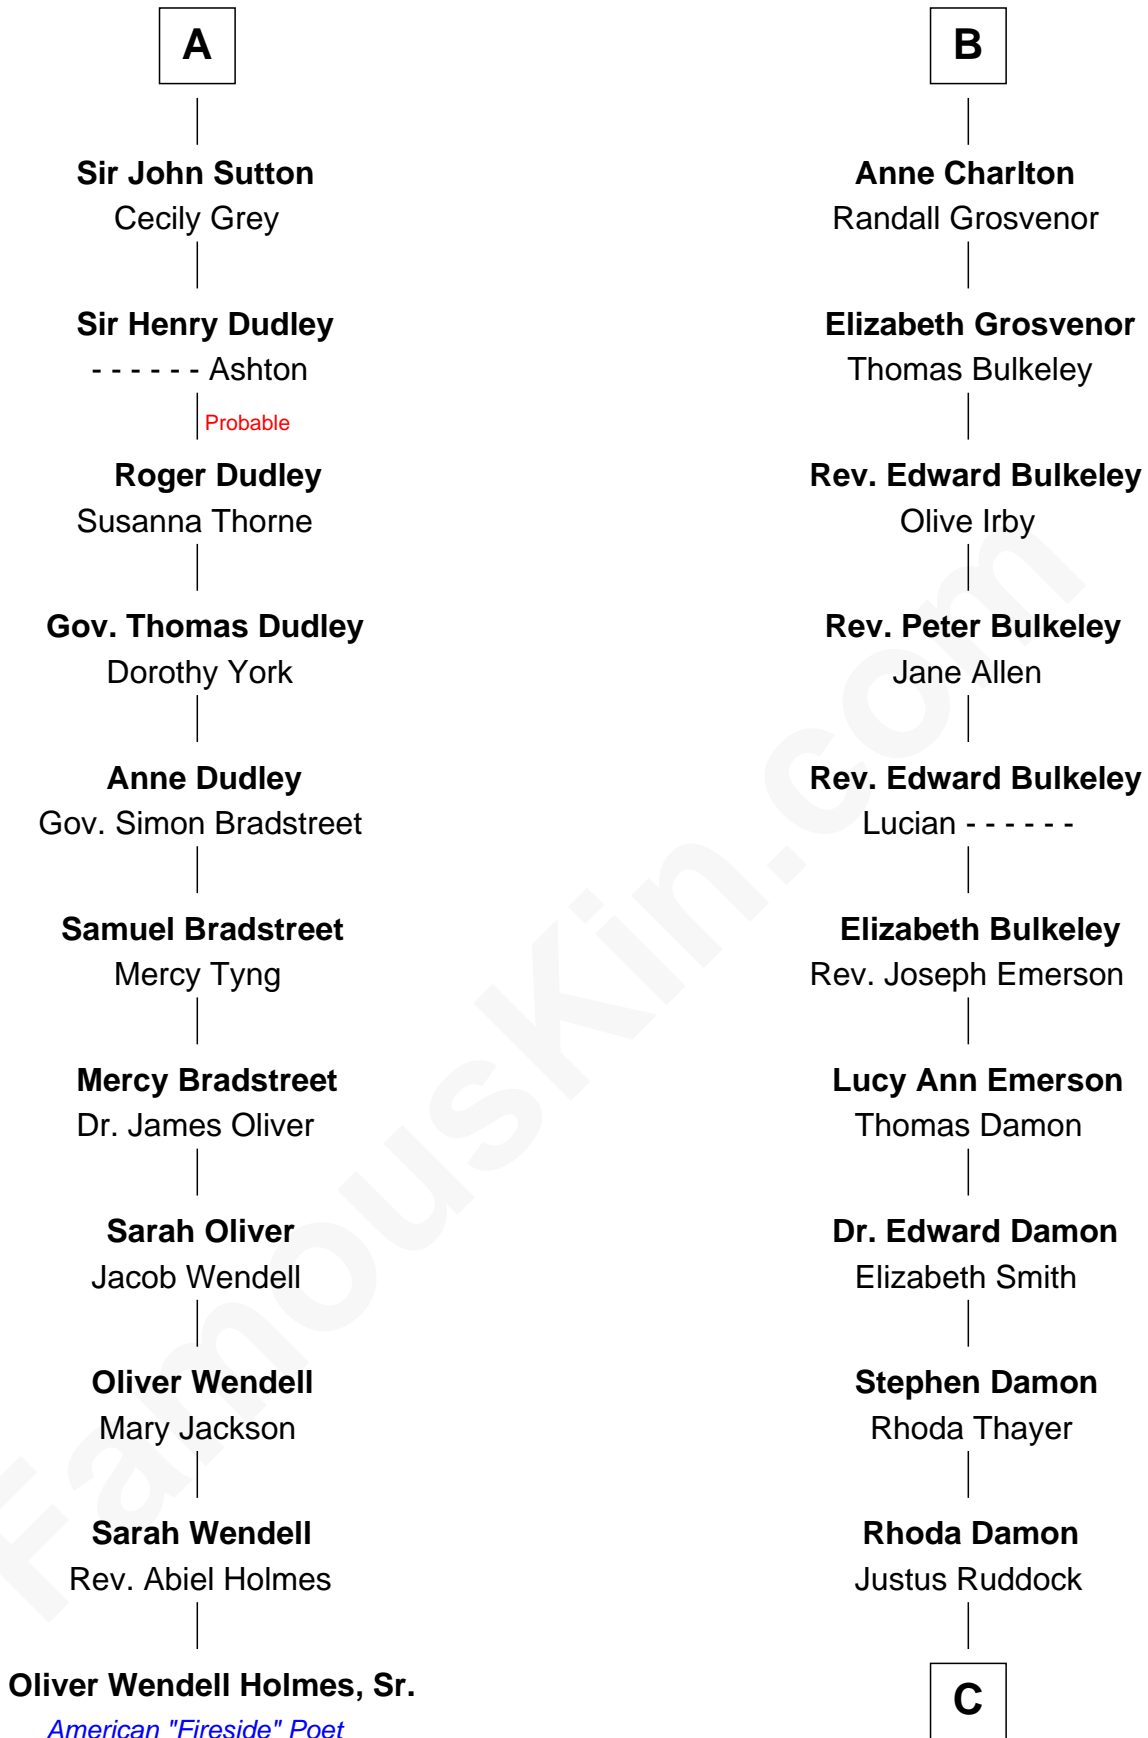 A
Sir John Sutton
Cecily Grey
Sir Henry Dudley
- - - - - - Ashton
Probable
Roger Dudley
Susanna Thorne
Gov. Thomas Dudley
Dorothy York
Anne Dudley
Gov. Simon Bradstreet
Samuel Bradstreet
Mercy Tyng
Mercy Bradstreet
Dr. James Oliver
Sarah Oliver
Jacob Wendell
Oliver Wendell
Mary Jackson
Sarah Wendell
Rev. Abiel Holmes
Oliver Wendell Holmes, Sr.
American "Fireside" Poet
B
Anne Charlton
Randall Grosvenor
Elizabeth Grosvenor
Thomas Bulkeley
Rev. Edward Bulkeley
Olive Irby
Rev. Peter Bulkeley
Jane Allen
Rev. Edward Bulkeley
Lucian - - - - - -
Elizabeth Bulkeley
Rev. Joseph Emerson
Lucy Ann Emerson
Thomas Damon
Dr. Edward Damon
Elizabeth Smith
Stephen Damon
Rhoda Thayer
Rhoda Damon
Justus Ruddock
C
FamousKin.com